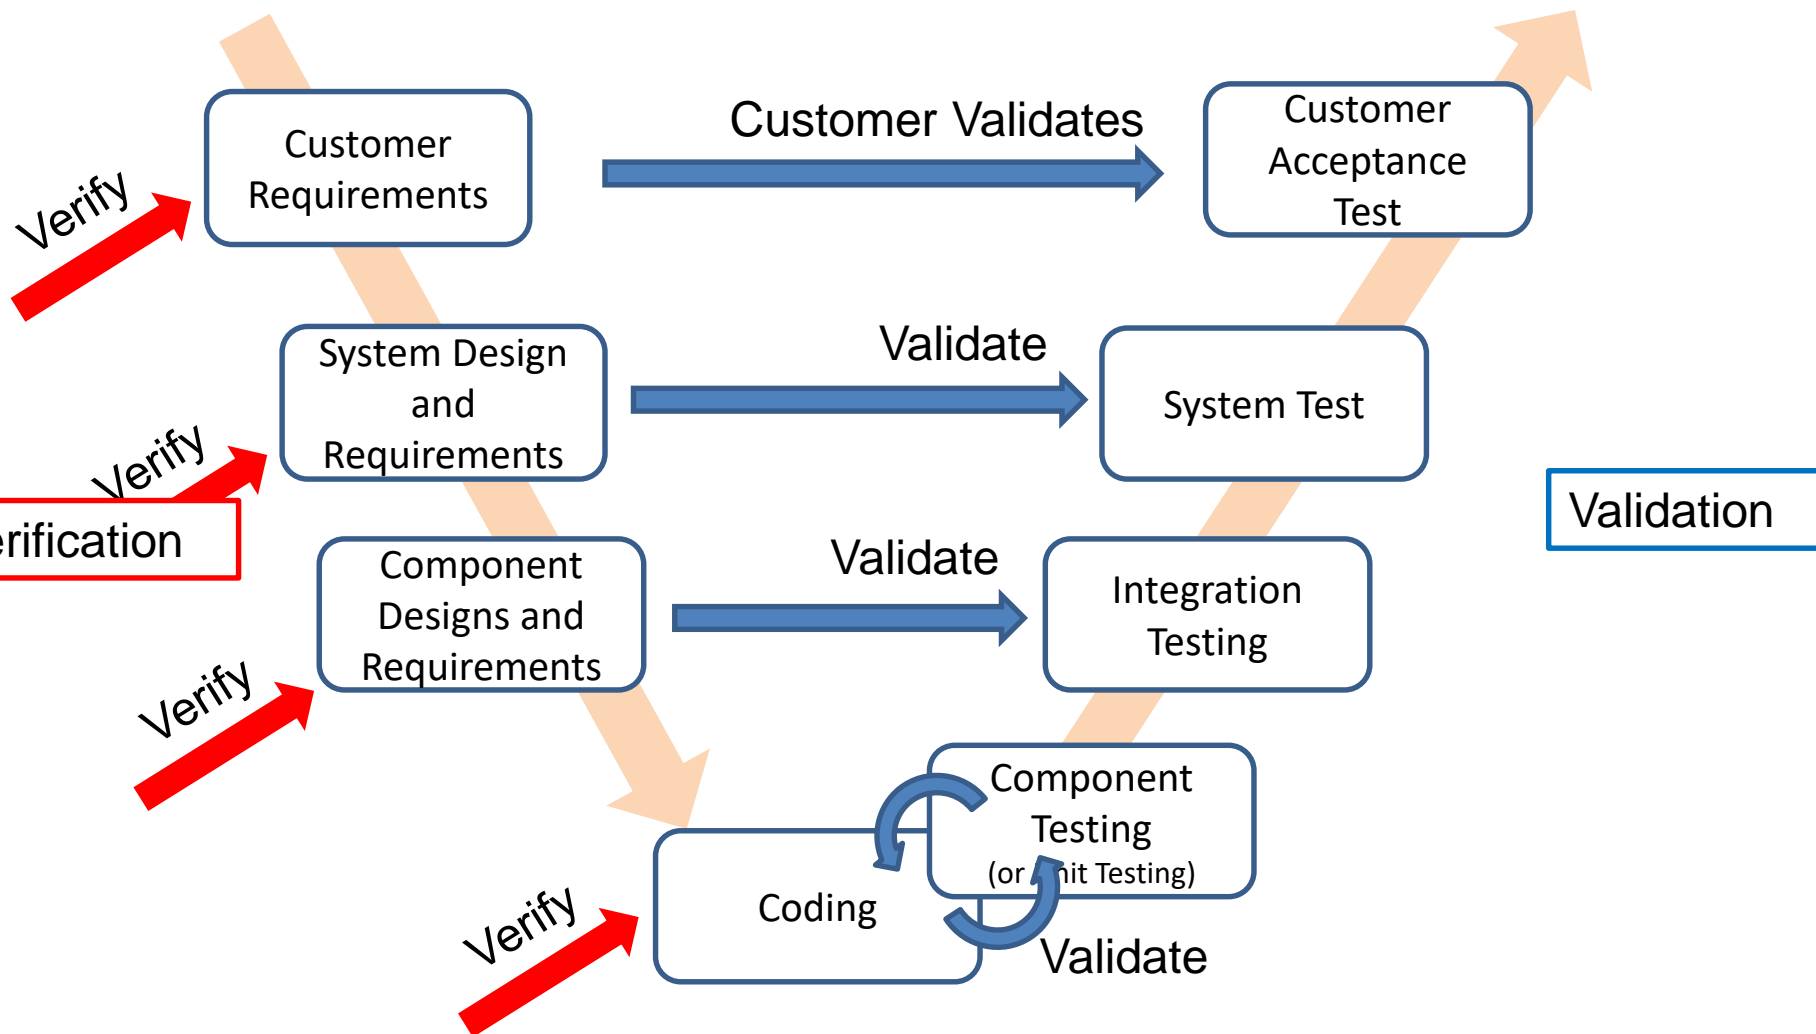 Customer
Requirements
Verify
Customer Validates
Customer
Acceptance
Test
System Design
and
Requirements
Verify
Validate
System Test
erification
Validation
Component
Designs and
Requirements
Verify
Validate
Integration
Testing
Coding
Verify
Component
Testing
(or Unit Testing)
Validate